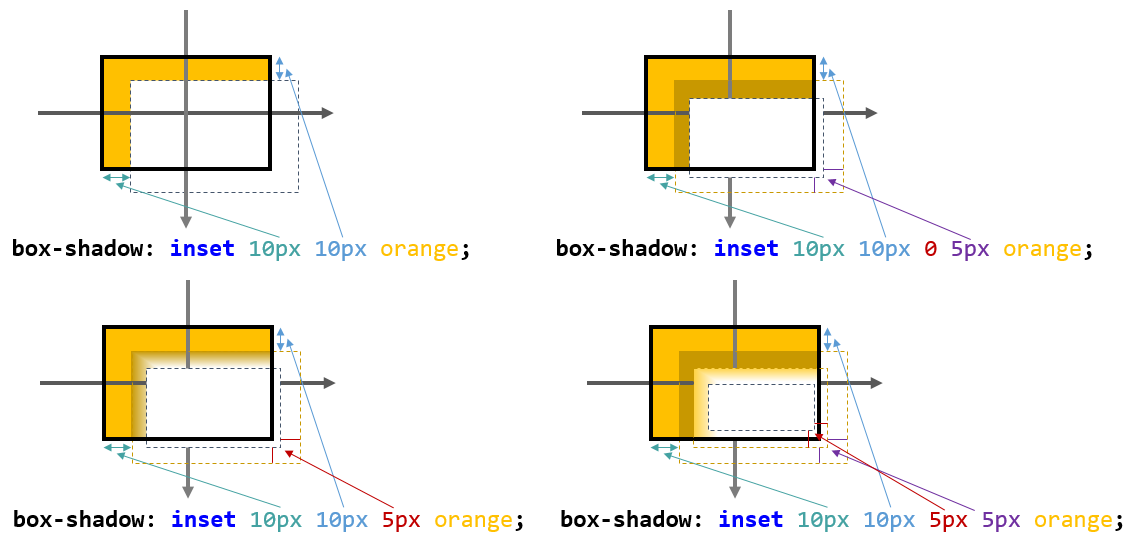 box-shadow: inset 10px 10px orange;
box-shadow: inset 10px 10px 0 5px orange;
box-shadow: inset 10px 10px 5px orange;
box-shadow: inset 10px 10px 5px 5px orange;